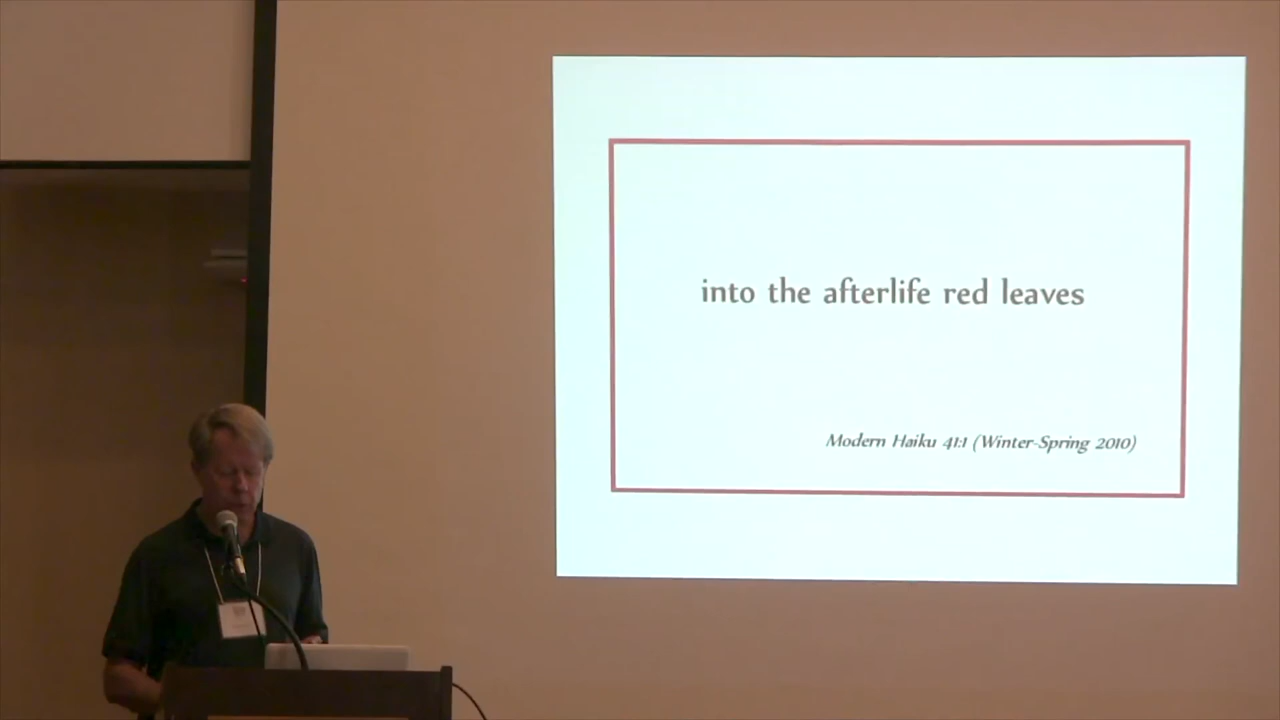 into the afterlife red leaves
Modern Haiku 41:1 (Winter-Spring 2010)